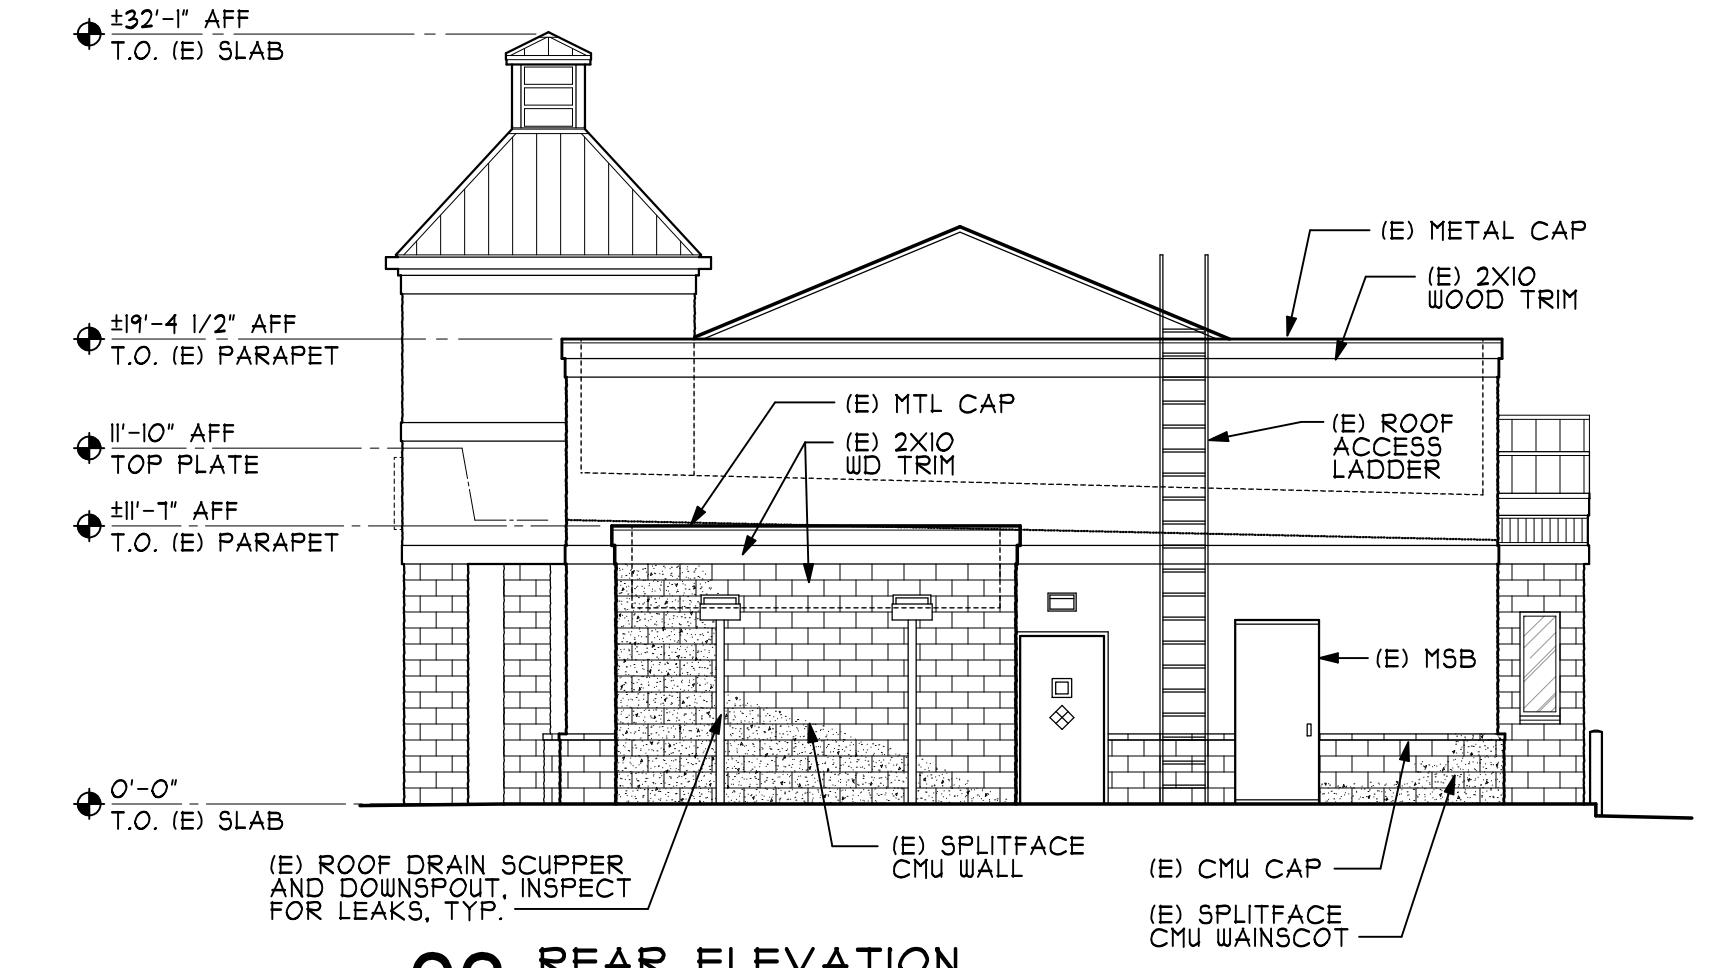 ±32'-1" AFF
T.O. (E) SLAB
(E) METAL CAP
(E) 2X10
WOOD TRIM
±19'-4 1/2" AFF
T.O. (E) PARAPET
(E) MTL CAP
(E) 2X10
WD TRIM
(E) ROOF
ACCESS
LADDER
11'-10" AFF
TOP PLATE
±11'-7" AFF
T.O. (E) PARAPET
(E) MSB
0'-0"
T.O. (E) SLAB
(E) ROOF DRAIN SCUPPER
AND DOWNSPOUT, INSPECT
FOR LEAKS, TYP.
(E) SPLITFACE
CMU WALL
(E) CMU CAP
(E) SPLITFACE
CMU WAINSCOT
REAR ELEVATION